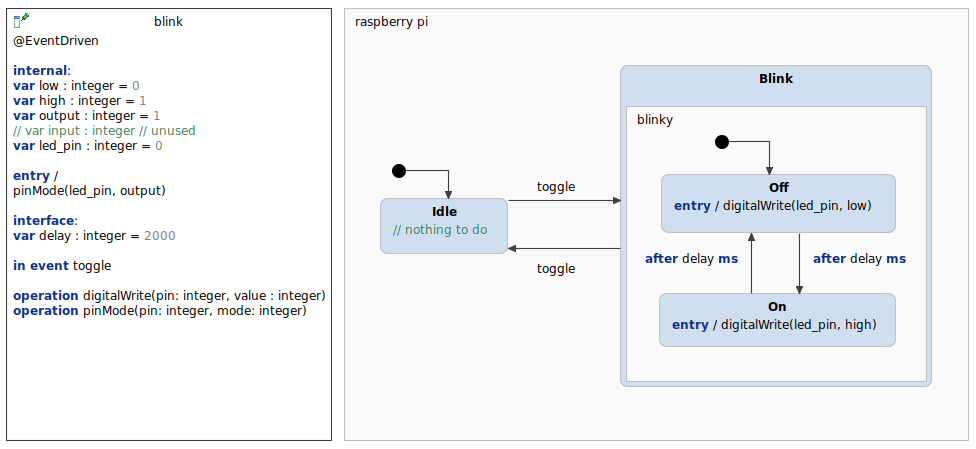 blink
@EventDriven
internal:
var low : integer = 0
var high : integer = 1
var output : integer = 1
// var input : integer // unused
var led_pin : integer = 0
entry /
pinMode(led_pin, output)
interface:
var delay : integer = 2000
in event toggle
operation digitalWrite(pin: integer, value : integer)
operation pinMode(pin: integer, mode: integer)
raspberry pi
Idle
// nothing to do
toggle
toggle
Blink
blinky
Off
entry / digitalWrite(led_pin, low)
after delay ms
after delay ms
On
entry / digitalWrite(led_pin, high)